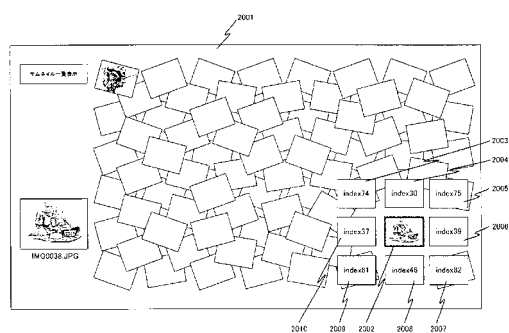 2001
サムネイル一覧表示
2003
2004
index74 index30 index75
2005
index37 index39
2006
IMG0038.JPG
index81 index46 index82
2010 2009 2002 2008 2007